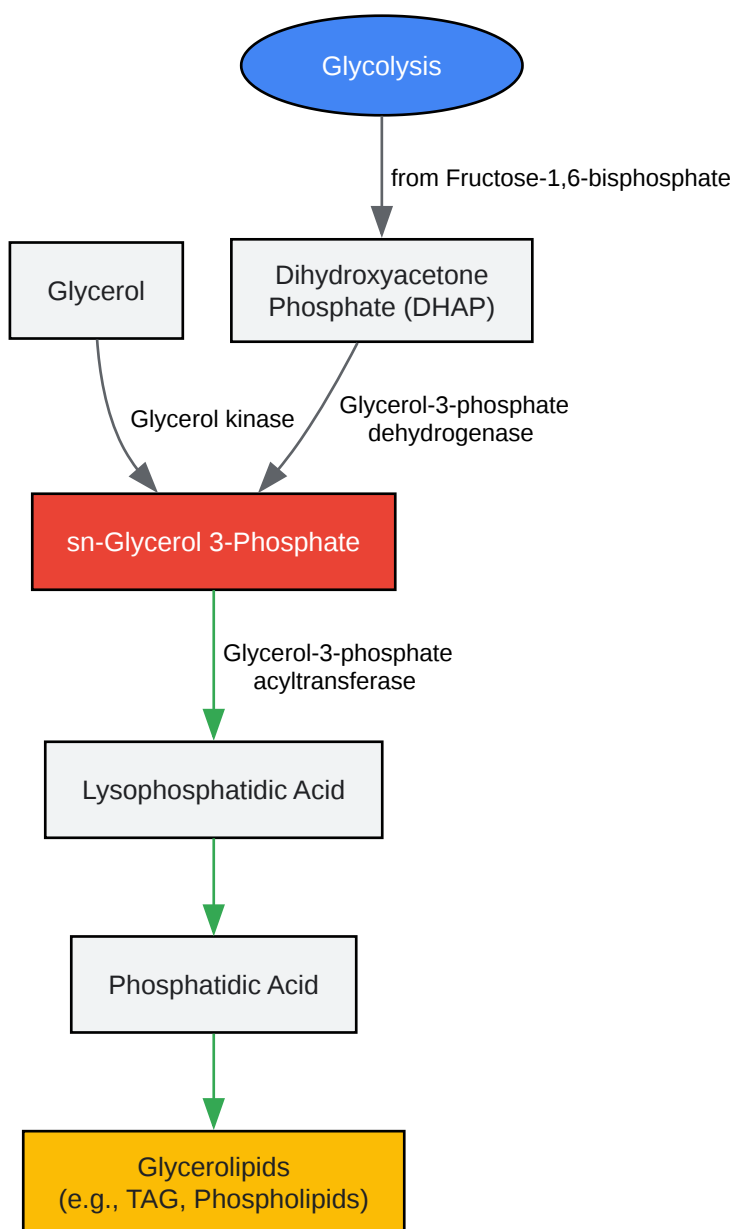 Glycolysis
from Fructose-1,6-bisphosphate
Glycerol
Dihydroxyacetone
Phosphate (DHAP)
Glycerol kinase
Glycerol-3-phosphate
dehydrogenase
sn-Glycerol 3-Phosphate
Glycerol-3-phosphate
acyltransferase
Lysophosphatidic Acid
Phosphatidic Acid
Glycerolipids
(e.g., TAG, Phospholipids)